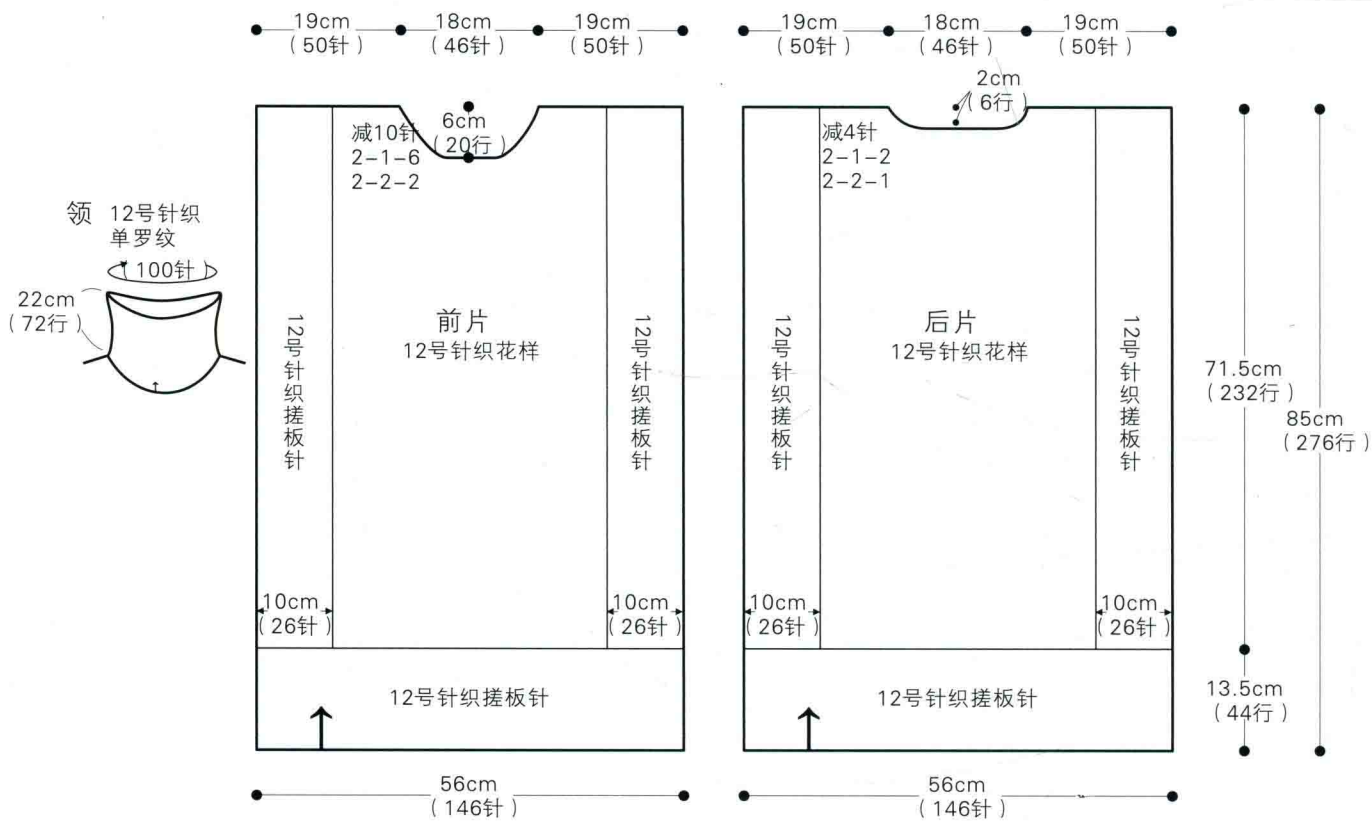 19cm
（50针）
18cm
（46针）
19cm
（50针）
19cm
（50针）
18cm
（46针）
19cm
（50针）
2cm
（6行）
6cm
（20行）
减10针
2-1-6
2-2-2
减4针
2-1-2
2-2-1
领
12号针织
单罗纹
（100针）
22cm
（72行）
12号针织搓板针
前片
12号针织花样
12号针织搓板针
12号针织搓板针
后片
12号针织花样
12号针织搓板针
71.5cm
（232行）
85cm
（276行）
10cm
（26针）
10cm
（26针）
10cm
（26针）
10cm
（26针）
12号针织搓板针
12号针织搓板针
13.5cm
（44行）
56cm
（146针）
56cm
（146针）